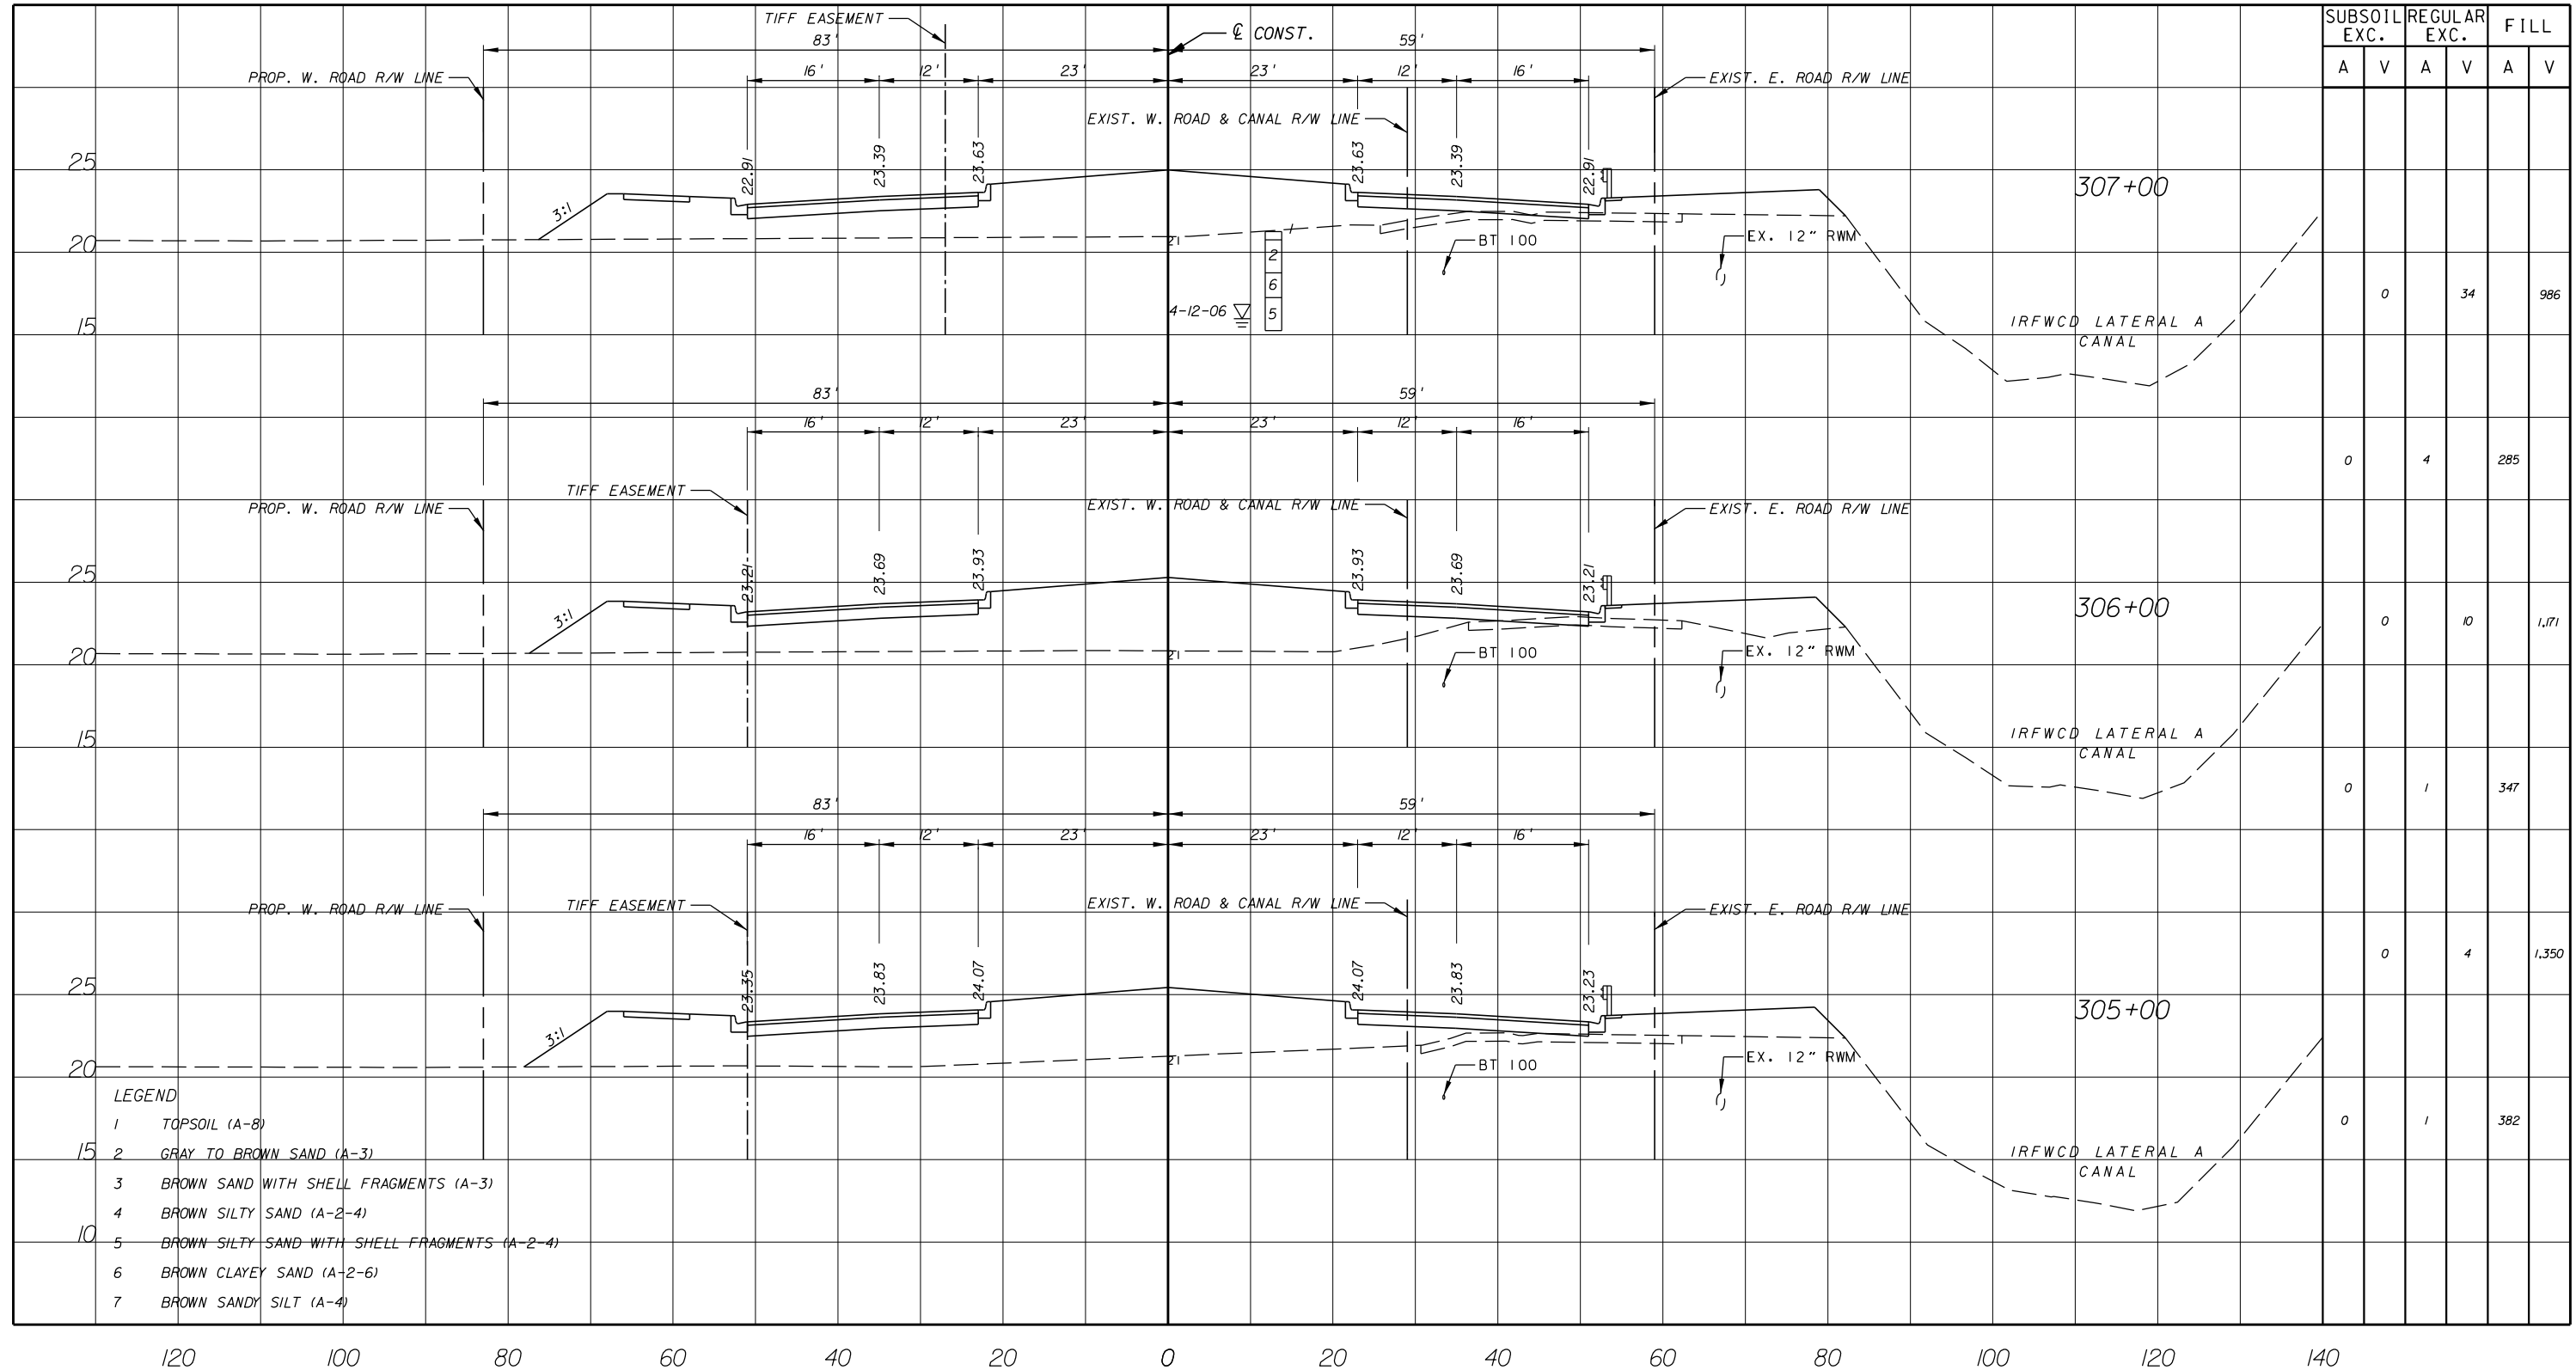 TIFF EASEMENT
℄ CONST.
SUBSOIL EXC.
REGULAR EXC.
FILL
A V A V A V
83' 59'
16' 12' 23' 23' 12' 16'
PROP. W. ROAD R/W LINE
EXIST. E. ROAD R/W LINE
EXIST. W. ROAD & CANAL R/W LINE
22.91 23.39 23.63 23.63 23.39 22.91
25
307+00
3:1
20
21
1
2
6
5
BT 100
EX. 12" RWM
4-12-06
15
IRFWCD LATERAL A
CANAL
0 34 986
83' 59'
16' 12' 23' 23' 12' 16'
0 4 285
TIFF EASEMENT
PROP. W. ROAD R/W LINE
EXIST. W. ROAD & CANAL R/W LINE
EXIST. E. ROAD R/W LINE
23.21 23.69 23.93 23.93 23.69 23.21
25
306+00
3:1
0 10 1,171
20
21
BT 100
EX. 12" RWM
15
IRFWCD LATERAL A
CANAL
0 1 347
83' 59'
16' 12' 23' 23' 12' 16'
PROP. W. ROAD R/W LINE
TIFF EASEMENT
EXIST. W. ROAD & CANAL R/W LINE
EXIST. E. ROAD R/W LINE
0 4 1,350
23.35 23.83 24.07 24.07 23.83 23.23
25
305+00
3:1
20
21
BT 100
EX. 12" RWM
0 1 382
15
IRFWCD LATERAL A
CANAL
10
LEGEND
1 TOPSOIL (A-8)
2 GRAY TO BROWN SAND (A-3)
3 BROWN SAND WITH SHELL FRAGMENTS (A-3)
4 BROWN SILTY SAND (A-2-4)
5 BROWN SILTY SAND WITH SHELL FRAGMENTS (A-2-4)
6 BROWN CLAYEY SAND (A-2-6)
7 BROWN SANDY SILT (A-4)
120 100 80 60 40 20 0 20 40 60 80 100 120 140